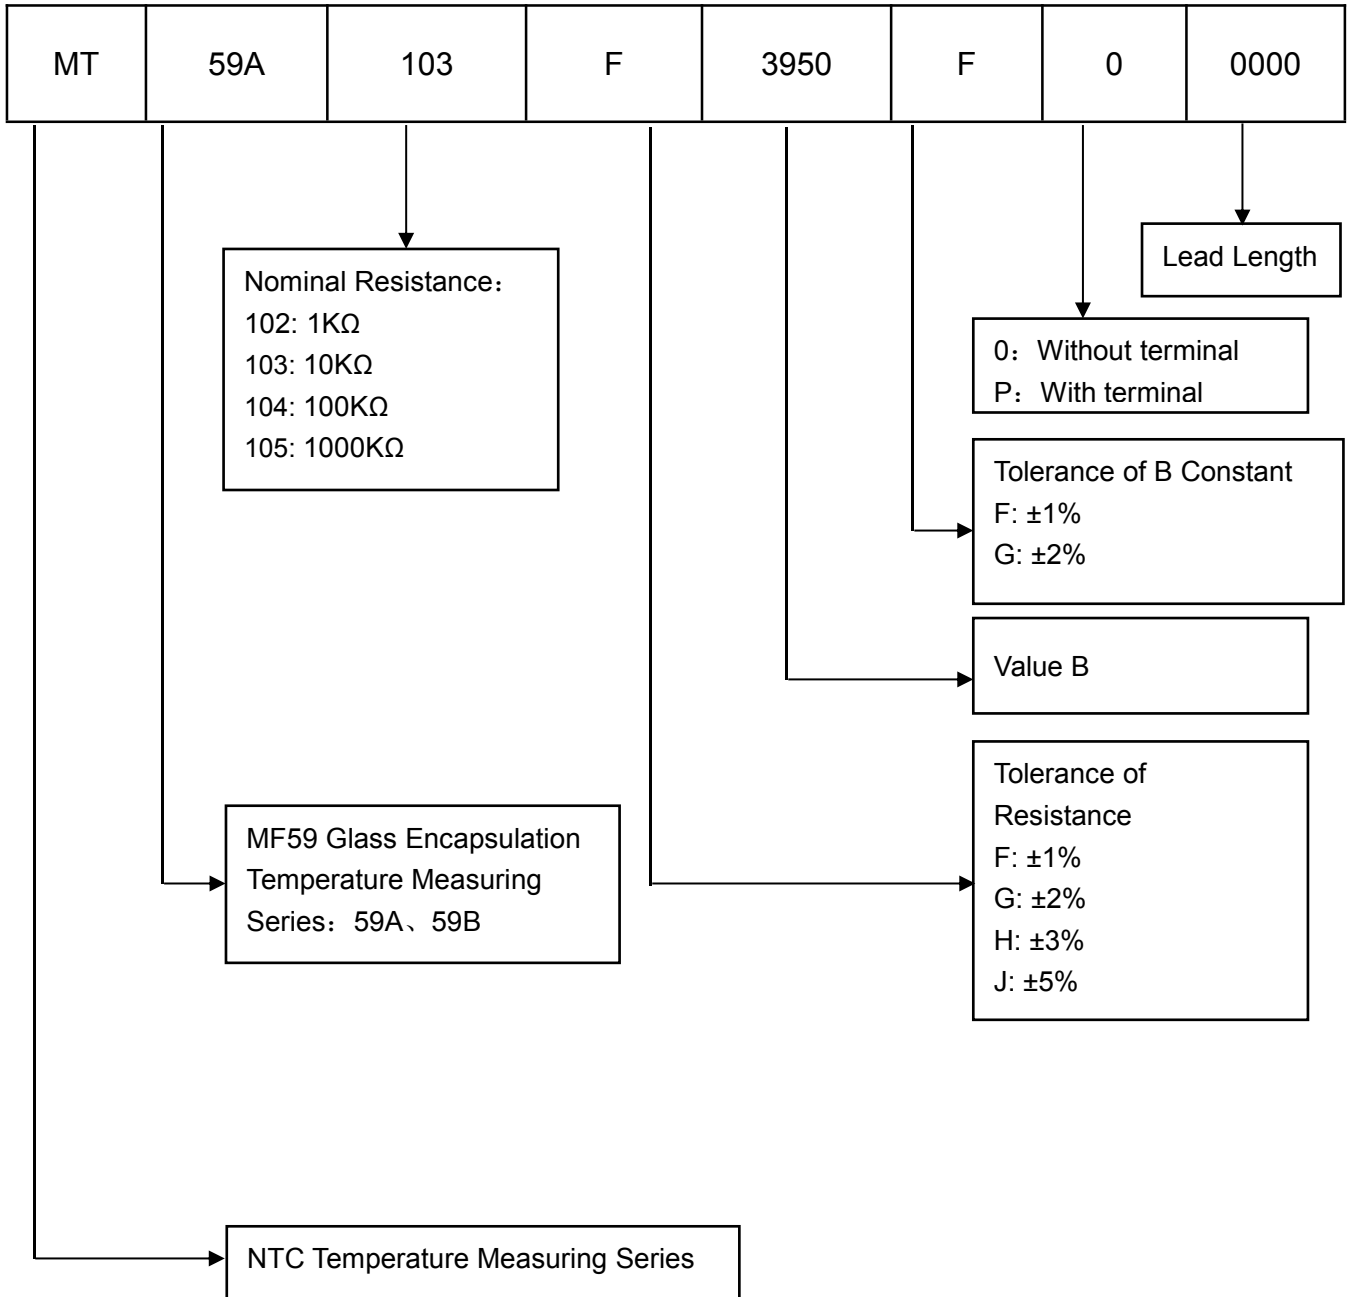 MT 59A 103 F 3950 F 0 0000
Lead Length
Nominal Resistance：
102: 1KΩ
103: 10KΩ
104: 100KΩ
105: 1000KΩ
0：Without terminal
P：With terminal
Tolerance of B Constant
F: ±1%
G: ±2%
Value B
Tolerance of
Resistance
F: ±1%
G: ±2%
H: ±3%
J: ±5%
MF59 Glass Encapsulation
Temperature Measuring
Series：59A、59B
NTC Temperature Measuring Series